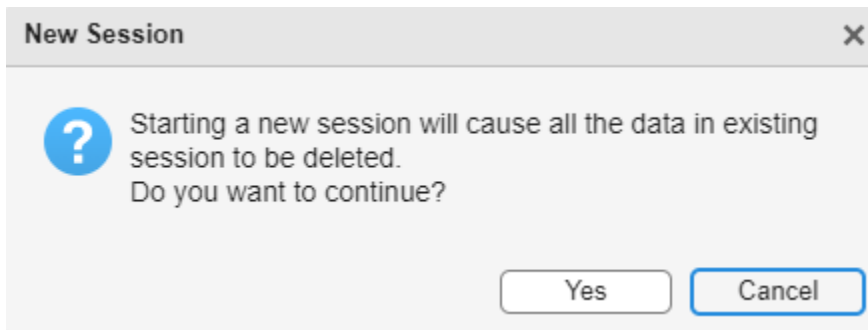 New Session
Starting a new session will cause all the data in existing
session to be deleted.
Do you want to continue?
Yes
Cancel